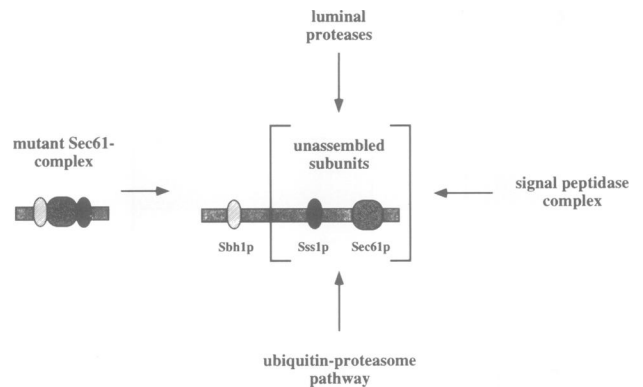 luminal
proteases
mutant Sec61-
complex
unassembled
subunits
signal peptidase
complex
Sbh1p
Sss1p
Sec61p
ubiquitin-proteasome
pathway